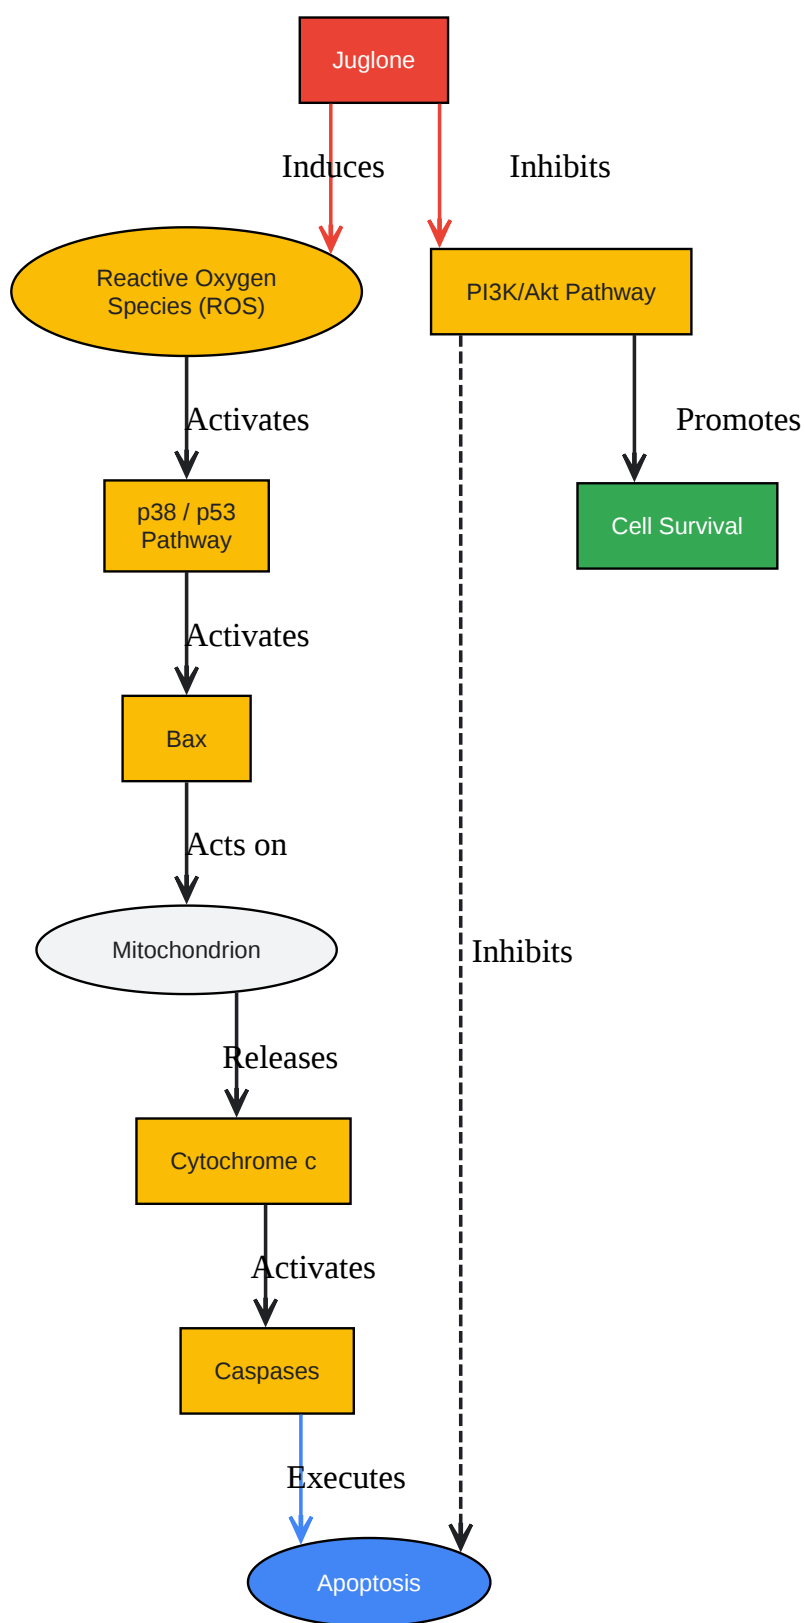 Juglone
Induces
Inhibits
Reactive Oxygen
Species (ROS)
PI3K/Akt Pathway
Activates
Promotes
p38 / p53
Pathway
Cell Survival
Activates
Bax
Acts on
Mitochondrion
Inhibits
Releases
Cytochrome c
Activates
Caspases
Executes
Apoptosis